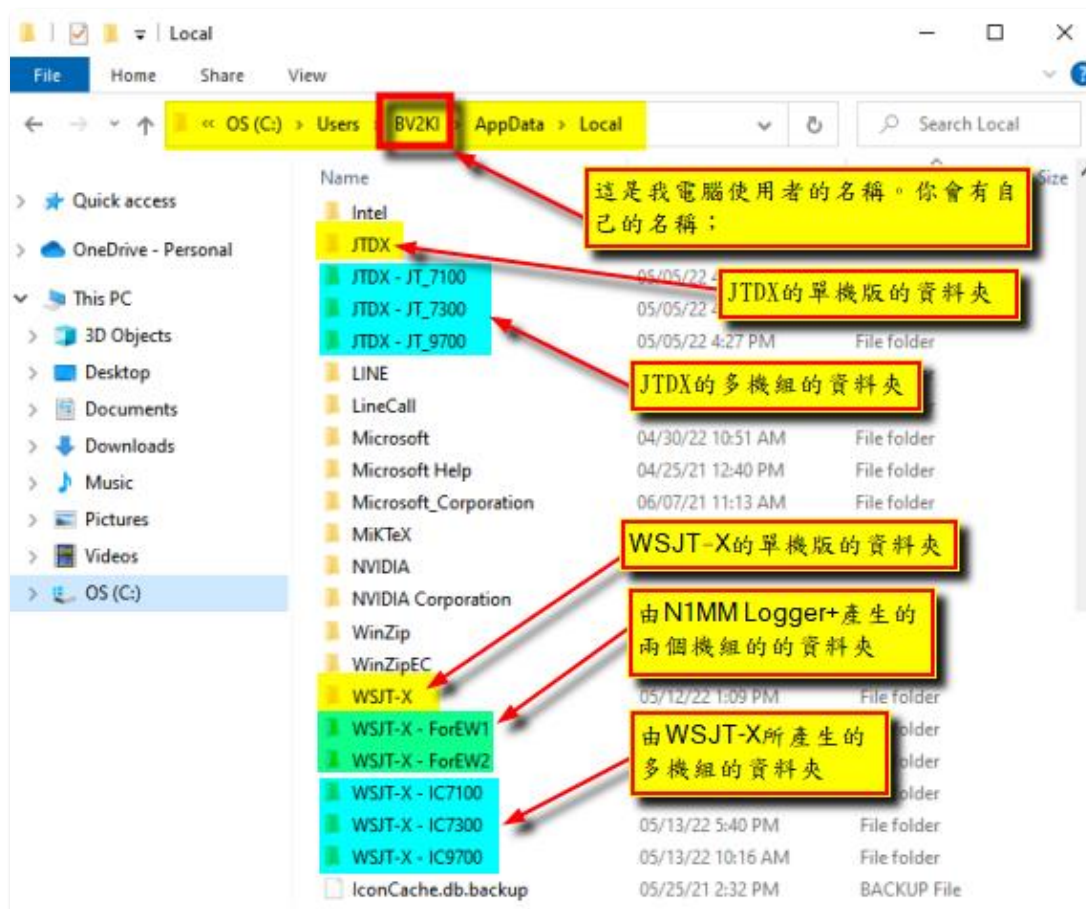 Local
File Home Share View
« OS (C:) › Users › BV2KI › AppData › Local
Search Local
Name
Size
這是我電腦使用者的名稱。你會有自
己的名稱；
Quick access
OneDrive - Personal
This PC
3D Objects
Desktop
Documents
Downloads
Music
Pictures
Videos
OS (C:)
Intel
JTDX
JTDX的單機版的資料夾
JTDX - JT_7100 05/05/22 4
JTDX - JT_7300 05/05/22 4
JTDX - JT_9700 05/05/22 4:27 PM File folder
JTDX的多機組的資料夾
LINE
LineCall
Microsoft 04/30/22 10:51 AM File folder
Microsoft Help 04/25/21 12:40 PM File folder
Microsoft_Corporation 06/07/21 11:13 AM File folder
MiKTeX
WSJT-X的單機版的資料夾
NVIDIA
NVIDIA Corporation
由N1MM Logger+產生的
兩個機組的的資料夾
WinZip
WinZipEC
WSJT-X 05/12/22 1:09 PM File folder
WSJT-X - ForEW1 older
WSJT-X - ForEW2 older
由WSJT-X所產生的
多機組的資料夾
WSJT-X - IC7100 older
WSJT-X - IC7300 05/13/22 5:40 PM File folder
WSJT-X - IC9700 05/13/22 10:16 AM File folder
IconCache.db.backup 05/25/21 2:32 PM BACKUP File